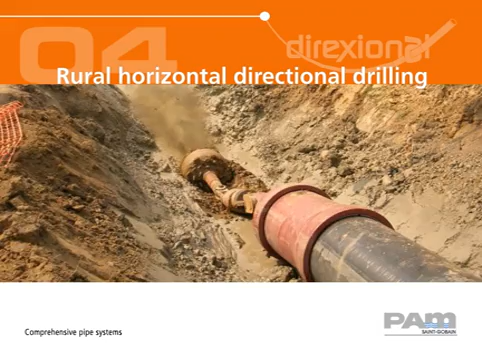 04
direxional
Rural horizontal directional drilling
Comprehensive pipe systems
PAM
SAINT-GOBAIN